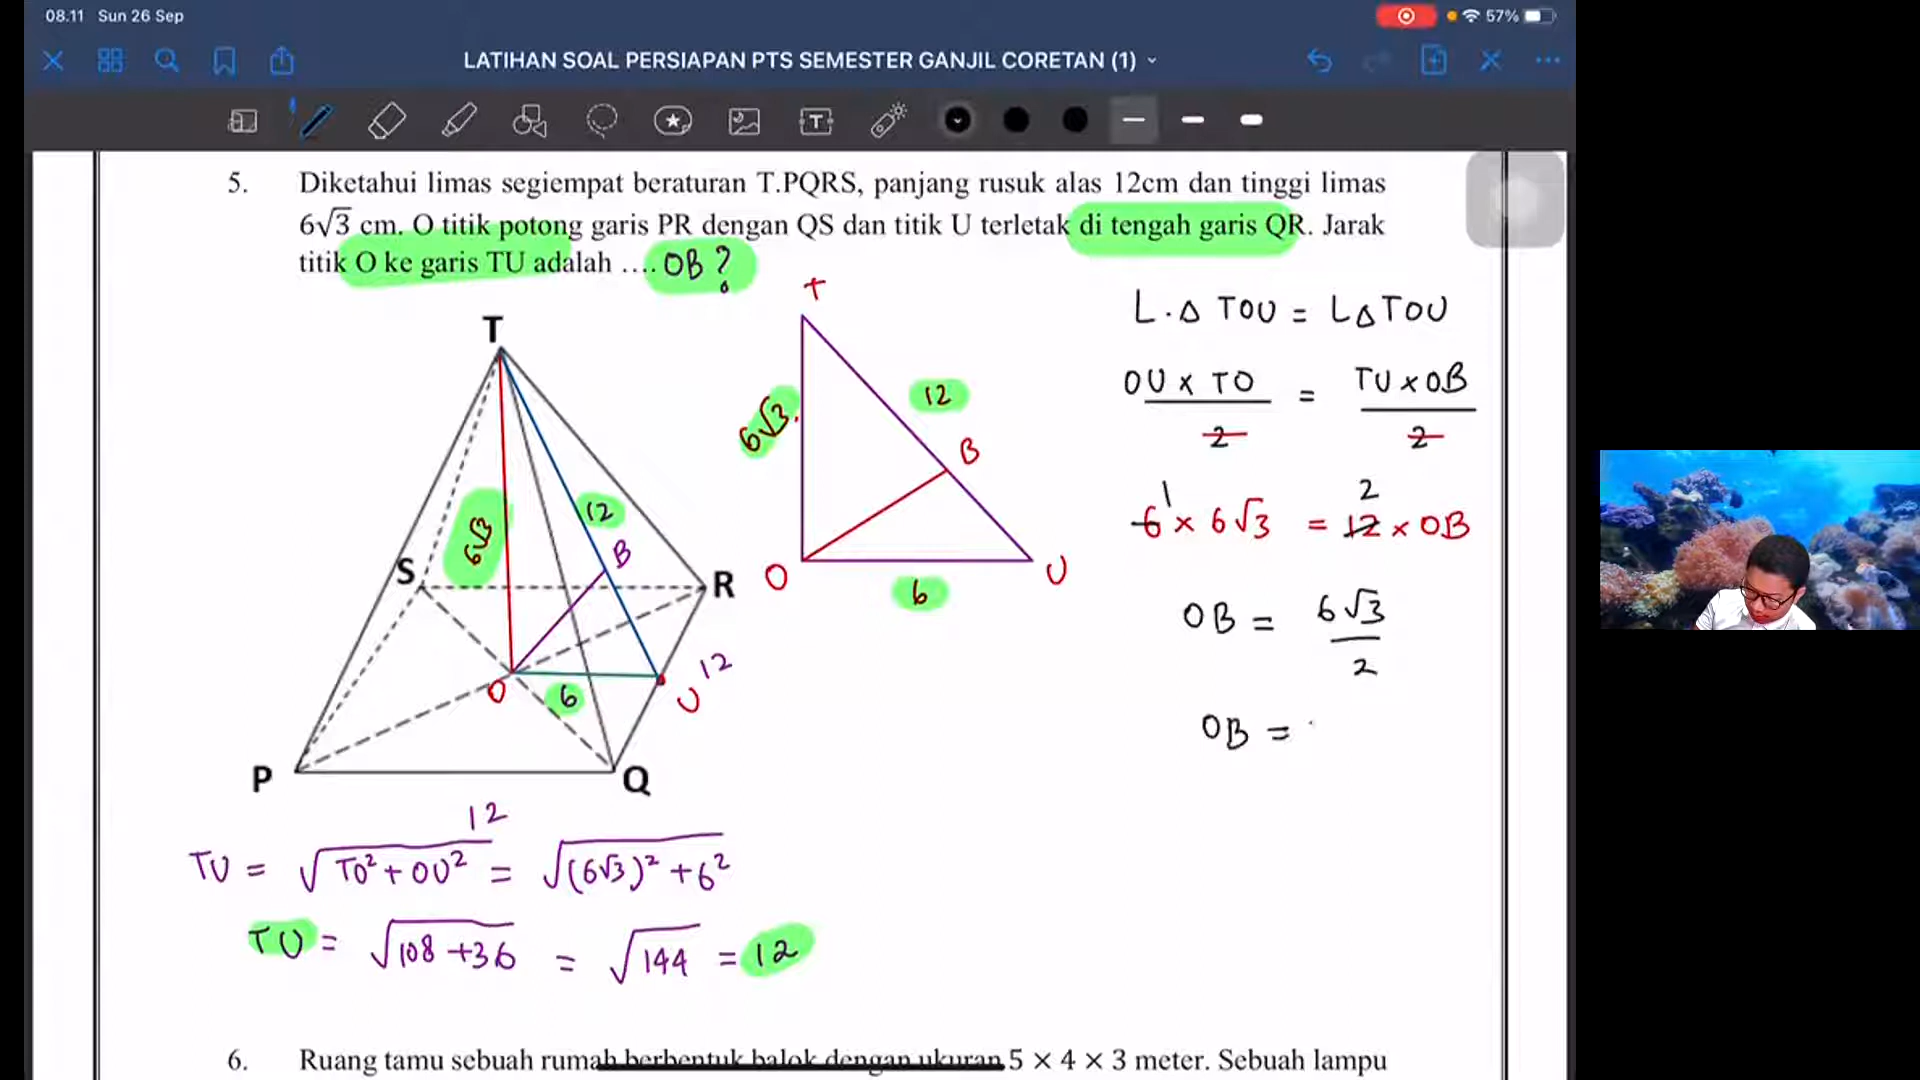 08.11 Sun 26 Sep
57%
LATIHAN SOAL PERSIAPAN PTS SEMESTER GANJIL CORETAN (1)
5. Diketahui limas segiempat beraturan T.PQRS, panjang rusuk alas 12cm dan tinggi limas
6√3 cm. O titik potong garis PR dengan QS dan titik U terletak di tengah garis QR. Jarak
titik O ke garis TU adalah …. OB?
T
S
R
P
Q
O
U
B
6√3
12
6
12
12
T
O
U
B
6√3
12
6
L.△ TOU = L△TOU
OU × TO / 2 = TU × OB / 2
1 2
6 × 6√3 = 12 × OB
OB = 6√3 / 2
OB =
TU = √(TO² + OU²) = √((6√3)² + 6²)
TU = √(108 + 36) = √144 = 12
6. Ruang tamu sebuah rumah berbentuk balok dengan ukuran 5 × 4 × 3 meter. Sebuah lampu